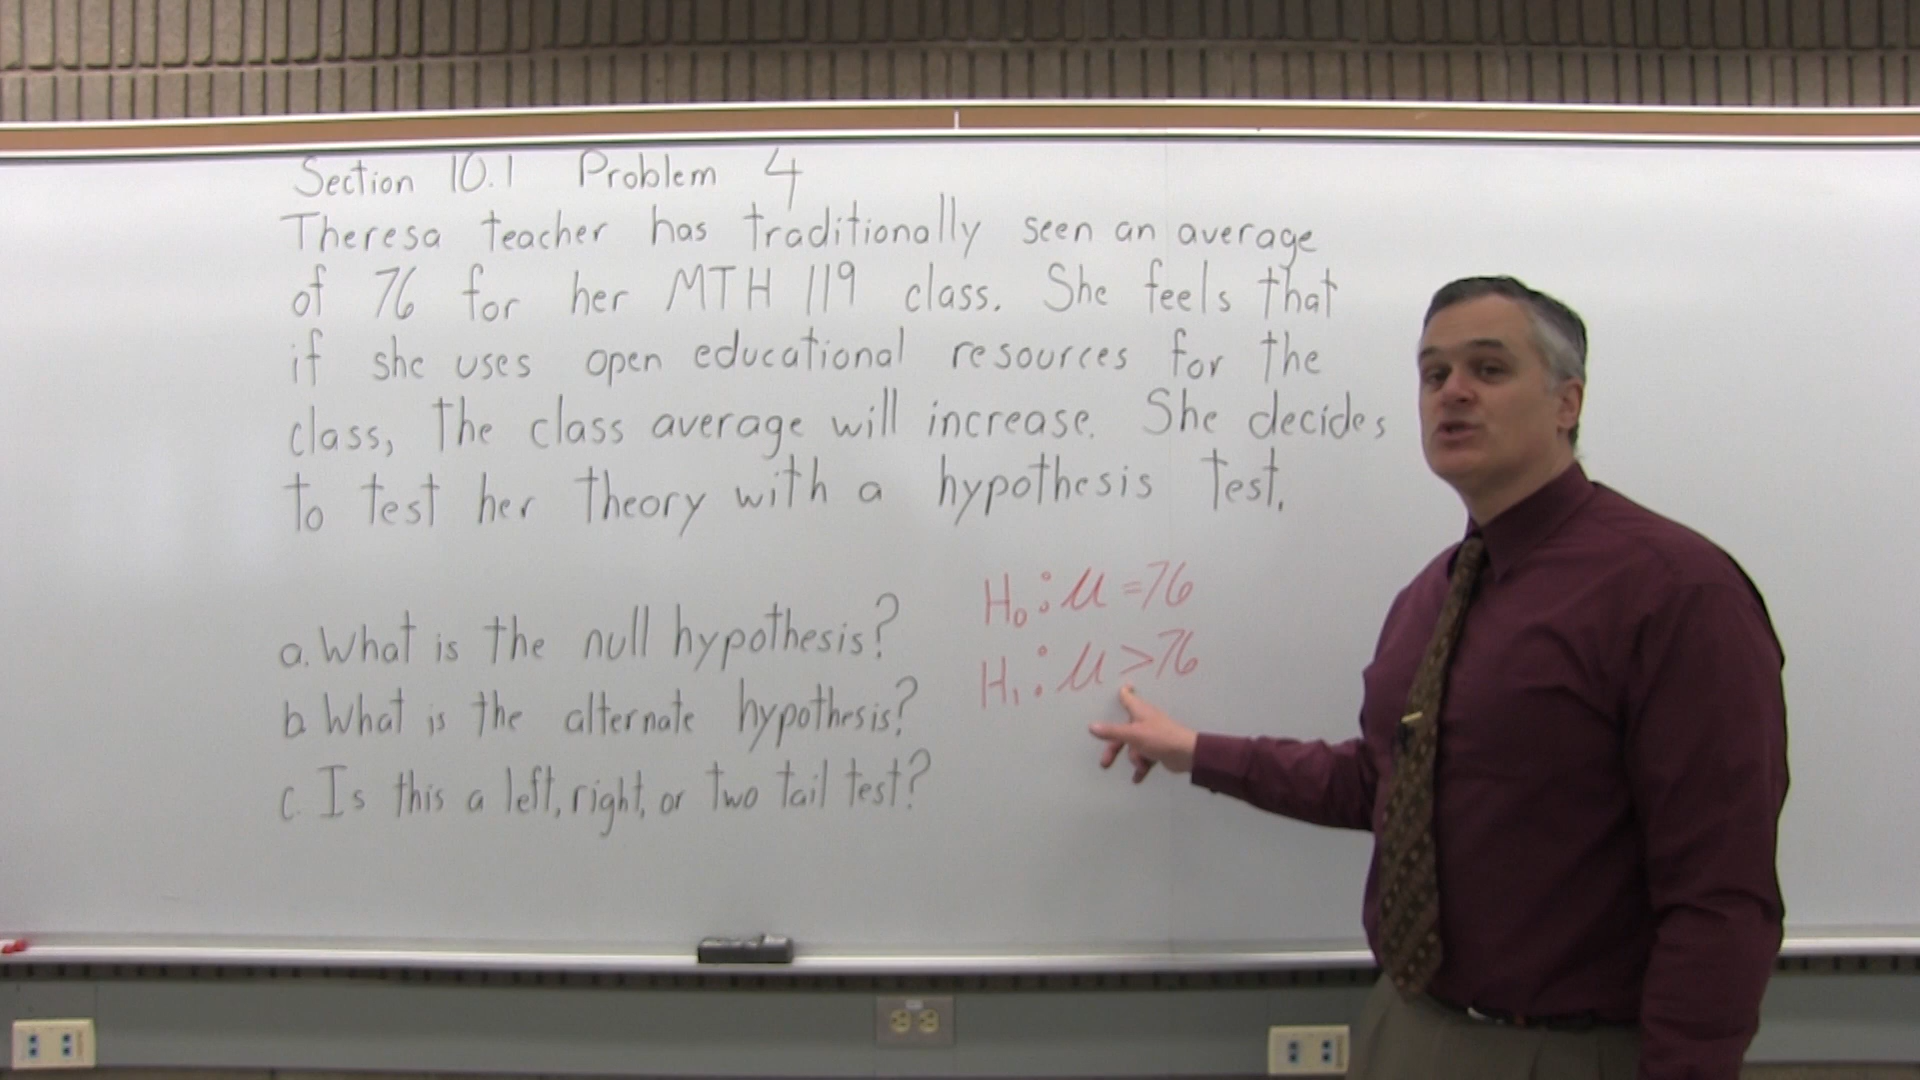 Section 10.1 Problem 4
Theresa teacher has traditionally seen an average
of 76 for her MTH 119 class. She feels that
if she uses open educational resources for the
class, the class average will increase. She decides
to test her theory with a hypothesis test.
a. What is the null hypothesis?
H₀: μ = 76
b. What is the alternate hypothesis?
H₁: μ > 76
c. Is this a left, right, or two tail test?